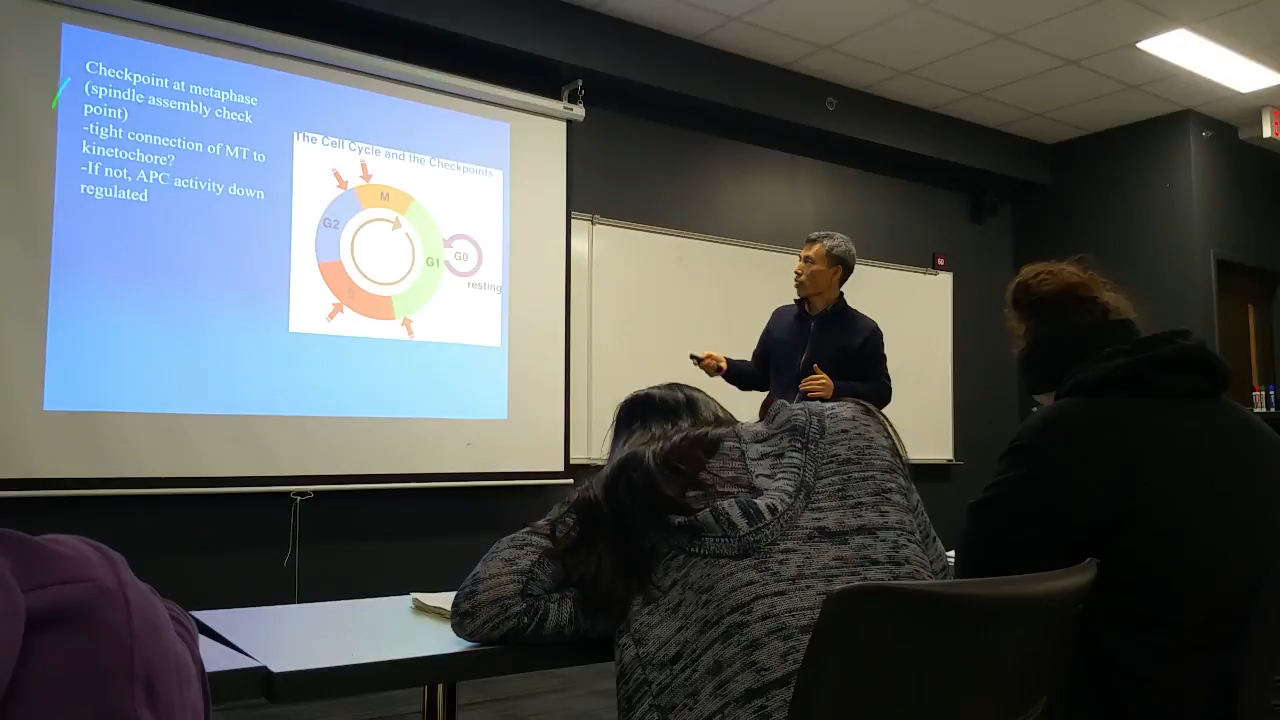 Checkpoint at metaphase
(spindle assembly check
point)
-tight connection of MT to
kinetochore?
-If not, APC activity down
regulated
The Cell Cycle and the Checkpoints
M
G2
G1
G0
S
resting